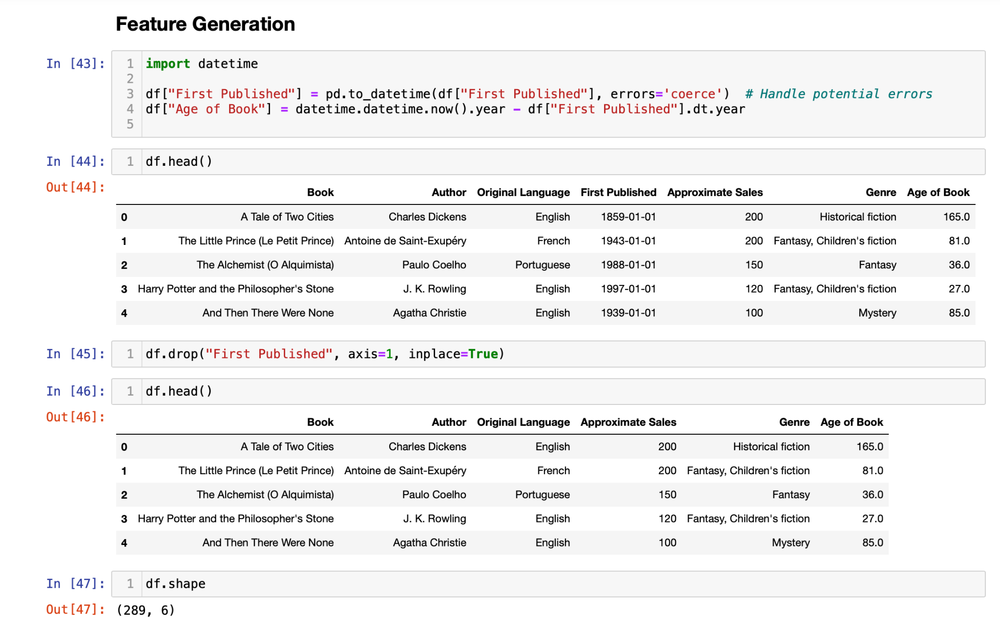 Feature Generation
In [43]:
1 import datetime
2
3 df["First Published"] = pd.to_datetime(df["First Published"], errors='coerce')  # Handle potential errors
4 df["Age of Book"] = datetime.datetime.now().year - df["First Published"].dt.year
5
In [44]:
1 df.head()
Out[44]:
Book Author Original Language First Published Approximate Sales Genre Age of Book
0 A Tale of Two Cities Charles Dickens English 1859-01-01 200 Historical fiction 165.0
1 The Little Prince (Le Petit Prince) Antoine de Saint-Exupéry French 1943-01-01 200 Fantasy, Children's fiction 81.0
2 The Alchemist (O Alquimista) Paulo Coelho Portuguese 1988-01-01 150 Fantasy 36.0
3 Harry Potter and the Philosopher's Stone J. K. Rowling English 1997-01-01 120 Fantasy, Children's fiction 27.0
4 And Then There Were None Agatha Christie English 1939-01-01 100 Mystery 85.0
In [45]:
1 df.drop("First Published", axis=1, inplace=True)
In [46]:
1 df.head()
Out[46]:
Book Author Original Language Approximate Sales Genre Age of Book
0 A Tale of Two Cities Charles Dickens English 200 Historical fiction 165.0
1 The Little Prince (Le Petit Prince) Antoine de Saint-Exupéry French 200 Fantasy, Children's fiction 81.0
2 The Alchemist (O Alquimista) Paulo Coelho Portuguese 150 Fantasy 36.0
3 Harry Potter and the Philosopher's Stone J. K. Rowling English 120 Fantasy, Children's fiction 27.0
4 And Then There Were None Agatha Christie English 100 Mystery 85.0
In [47]:
1 df.shape
Out[47]: (289, 6)